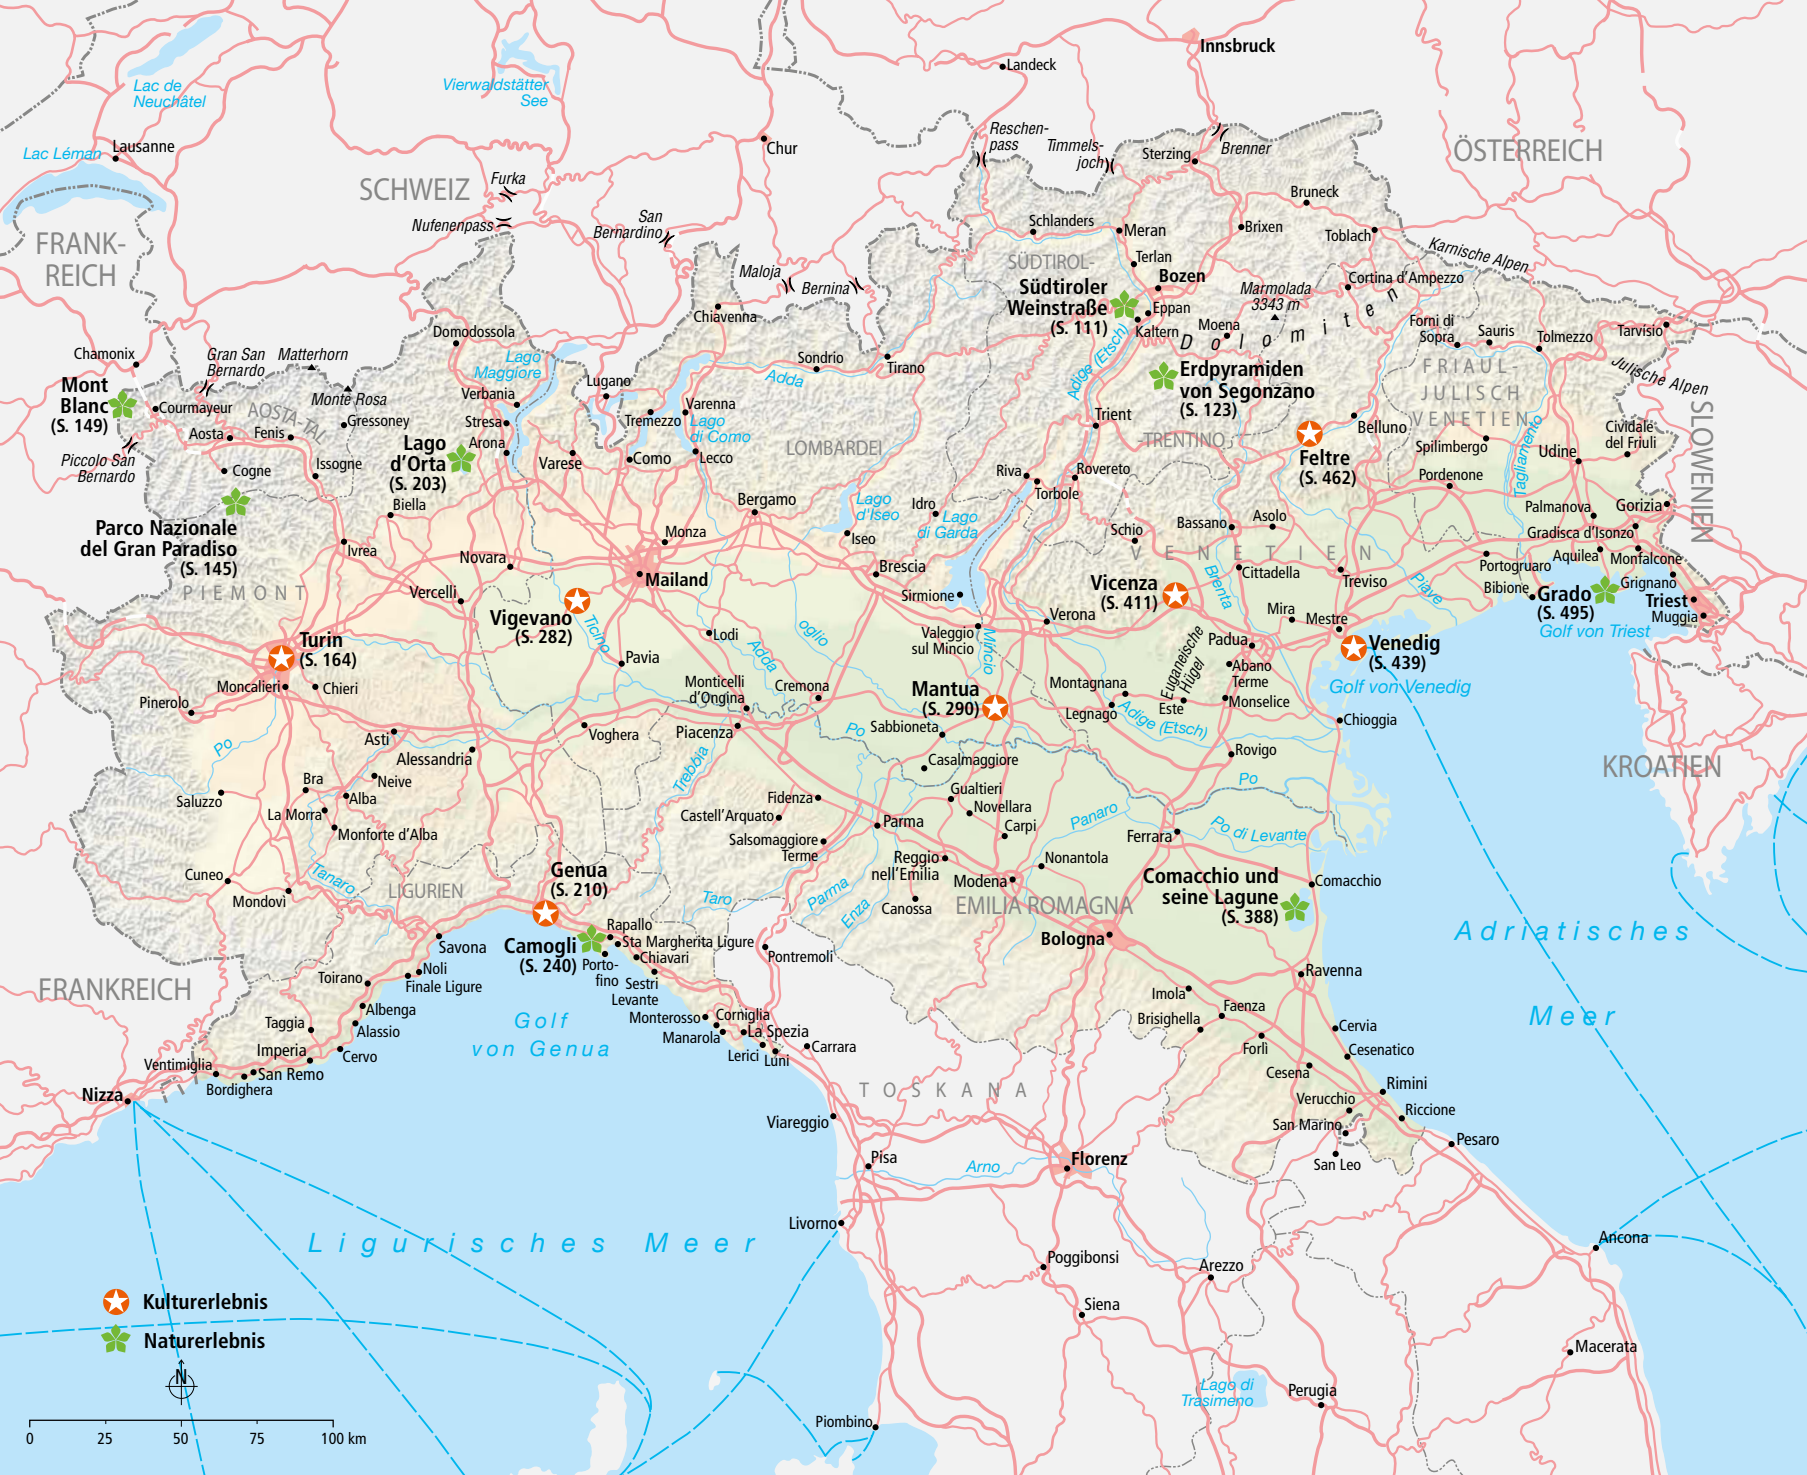 Innsbruck
Landeck
Lac de
Neuchâtel
Vierwaldstätter
See
Reschen-
pass
Timmels-
joch
Brenner
Sterzing
ÖSTERREICH
Lac Léman
Lausanne
Chur
SCHWEIZ
Furka
Nufenenpass
San
Bernardino
Bruneck
Schlanders
Meran
Brixen
Toblach
FRANK-
REICH
Karnische Alpen
Maloja
Bernina
SÜDTIROL-
Terlan
Südtiroler
Weinstraße
(S. 111)
Bozen
Marmolada
3343 m
Cortina d’Ampezzo
Chiavenna
Eppan
Kaltern
Moena
Dolomiten
Forni di
Sopra
Sauris
Tolmezzo
Tarvisio
Domodossola
Chamonix
Gran San
Bernardo
Matterhorn
Lago
Maggiore
Sondrio
Tirano
Adda
Adige (Etsch)
Erdpyramiden
von Segonzano
(S. 123)
FRIAUL-
JULISCH
VENETIEN
Julische Alpen
Mont
Blanc
(S. 149)
Courmayeur
AOSTA-TAL
Monte Rosa
Gressoney
Verbania
Lugano
Tremezzo
Varenna
Lago
di Como
Stresa
Aosta
Fenis
Trient
Belluno
SLOWENIEN
Piccolo San
Bernardo
Lago
d’Orta
(S. 203)
Arona
Varese
Como
Lecco
LOMBARDEI
-TRENTINO
Feltre
(S. 462)
Spilimbergo
Tagliamento
Udine
Cividale
del Friuli
Cogne
Issogne
Riva
Torbole
Rovereto
Pordenone
Parco Nazionale
del Gran Paradiso
(S. 145)
Biella
Bergamo
Lago
d'Iseo
Idro
Lago
di Garda
Iseo
Schio
Bassano
Asolo
Palmanova
Gorizia
Gradisca d’Isonzo
Ivrea
Novara
Monza
VENETIEN
Portogruaro
Aquilea
Monfalcone
PIEMONT
Vercelli
Mailand
Brescia
Sirmione
Vicenza
(S. 411)
Brenta
Cittadella
Treviso
Piave
Bibione
Grado
(S. 495)
Grignano
Triest
Muggia
Golf von Triest
Vigevano
(S. 282)
Ticino
Lodi
oglio
Adda
Verona
Mira
Mestre
Turin
(S. 164)
Valeggio
sul Mincio
Mincio
Euganeische
Hügel
Padua
Venedig
(S. 439)
Pavia
Moncalieri
Chieri
Pinerolo
Monticelli
d’Ongina
Cremona
Mantua
(S. 290)
Montagnana
Legnago
Este
Abano
Terme
Monselice
Golf von Venedig
Po
Asti
Alessandria
Voghera
Piacenza
Po
Sabbioneta
Adige (Etsch)
Chioggia
Rovigo
KROATIEN
Trebbia
Casalmaggiore
Po
Saluzzo
Bra
Neive
Alba
La Morra
Monforte d’Alba
Fidenza
Castell’Arquato
Salsomaggiore
Terme
Parma
Gualtieri
Novellara
Carpi
Panaro
Ferrara
Po di Levante
Cuneo
Mondovì
Tanaro
LIGURIEN
Genua
(S. 210)
Taro
Parma
Enza
Reggio
nell’Emilia
Modena
Nonantola
Canossa
EMILIA ROMAGNA
Comacchio und
seine Lagune
(S. 388)
Comacchio
Savona
Camogli
(S. 240)
Rapallo
Sta Margherita Ligure
Chiavari
Porto-
fino
Sestri
Levante
Pontremoli
Bologna
Adriatisches
Meer
FRANKREICH
Toirano
Noli
Finale Ligure
Albenga
Alassio
Ravenna
Imola
Faenza
Brisighella
Golf
von Genua
Monterosso
Corniglia
Manarola
La Spezia
Lerici
Luni
Carrara
Taggia
Imperia
Cervo
Ventimiglia
San Remo
Bordighera
Nizza
Forlì
Cesena
Cervia
Cesenatico
Rimini
Verucchio
Riccione
San Marino
San Leo
Pesaro
TOSKANA
Viareggio
Pisa
Arno
Florenz
Ligurisches Meer
Livorno
Poggibonsi
Arezzo
Ancona
Siena
Macerata
Lago di
Trasimeno
Perugia
Piombino
Kulturerlebnis
Naturerlebnis
N
0 25 50 75 100 km